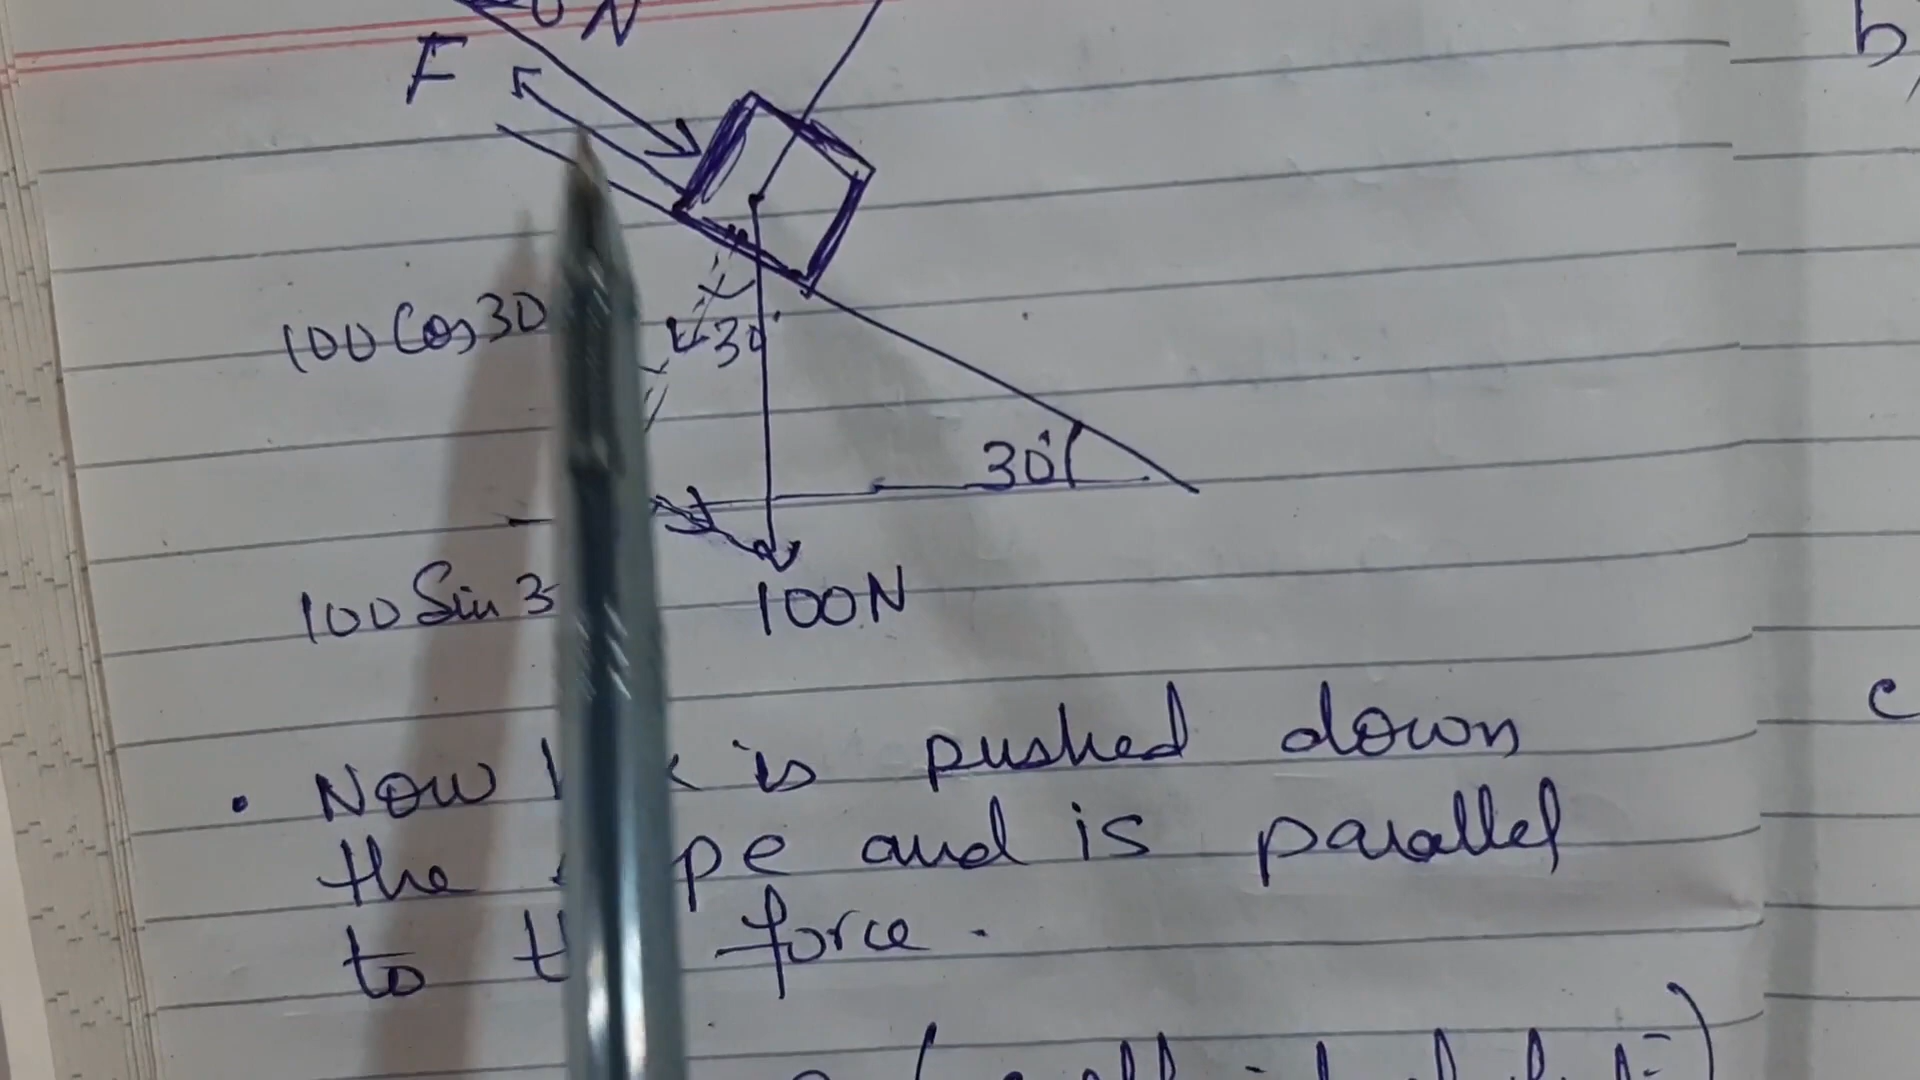 N
b
F
100 Cos 30
30°
30°
100 Sin 3
100N
c
• Now is pushed down
the and is parallel
to force.